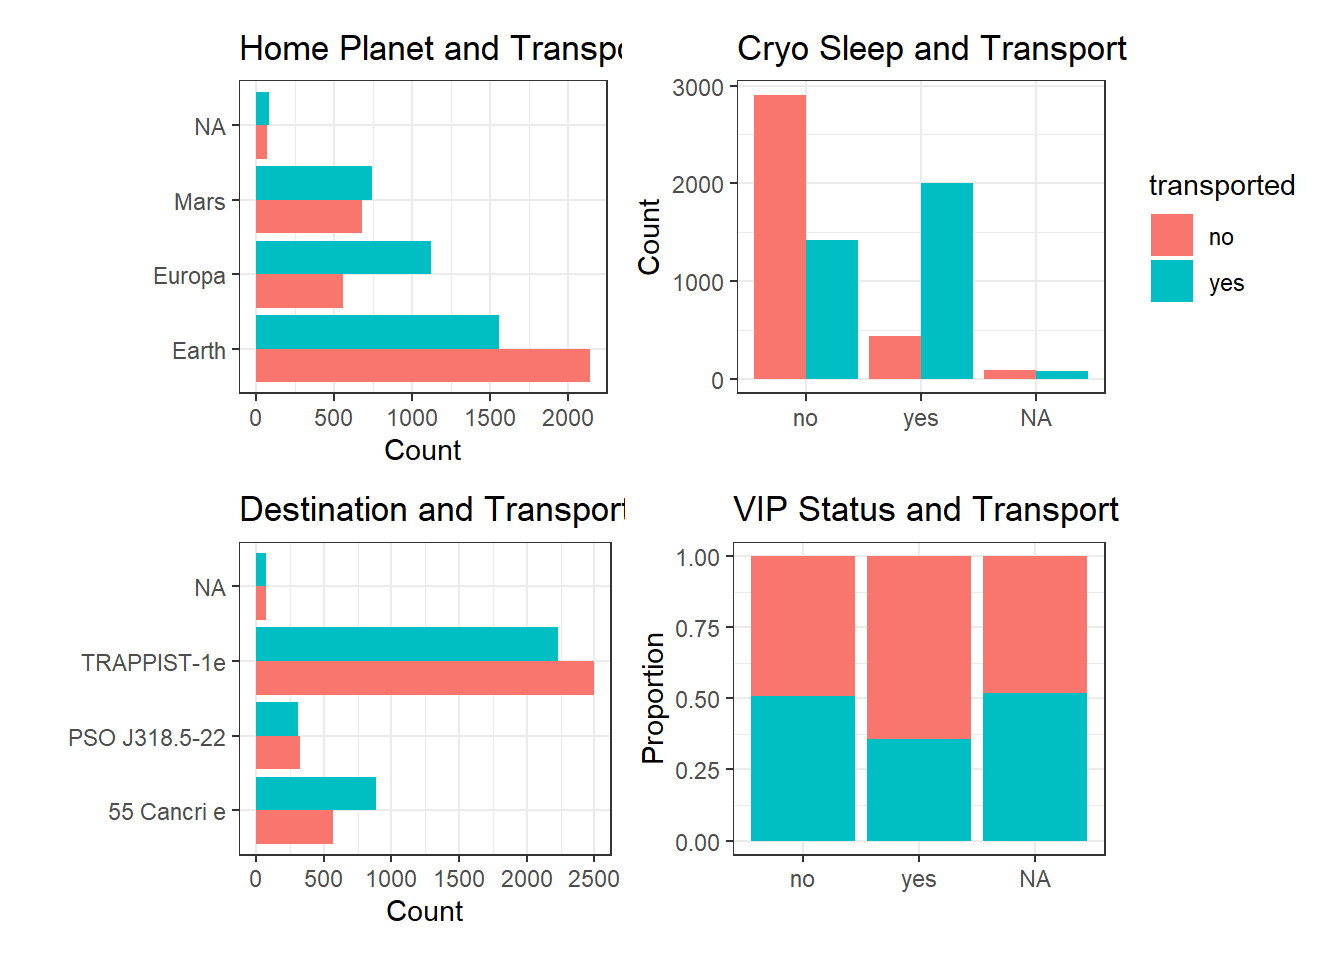 Home Planet and Transpo
NA
Mars
Europa
Earth
0 500 1000 1500 2000
Count
Cryo Sleep and Transport
Count
3000
2000
1000
0
no yes NA
transported
no
yes
Destination and Transport
NA
TRAPPIST-1e
PSO J318.5-22
55 Cancri e
0 500 1000 1500 2000 2500
Count
VIP Status and Transport
Proportion
1.00
0.75
0.50
0.25
0.00
no yes NA